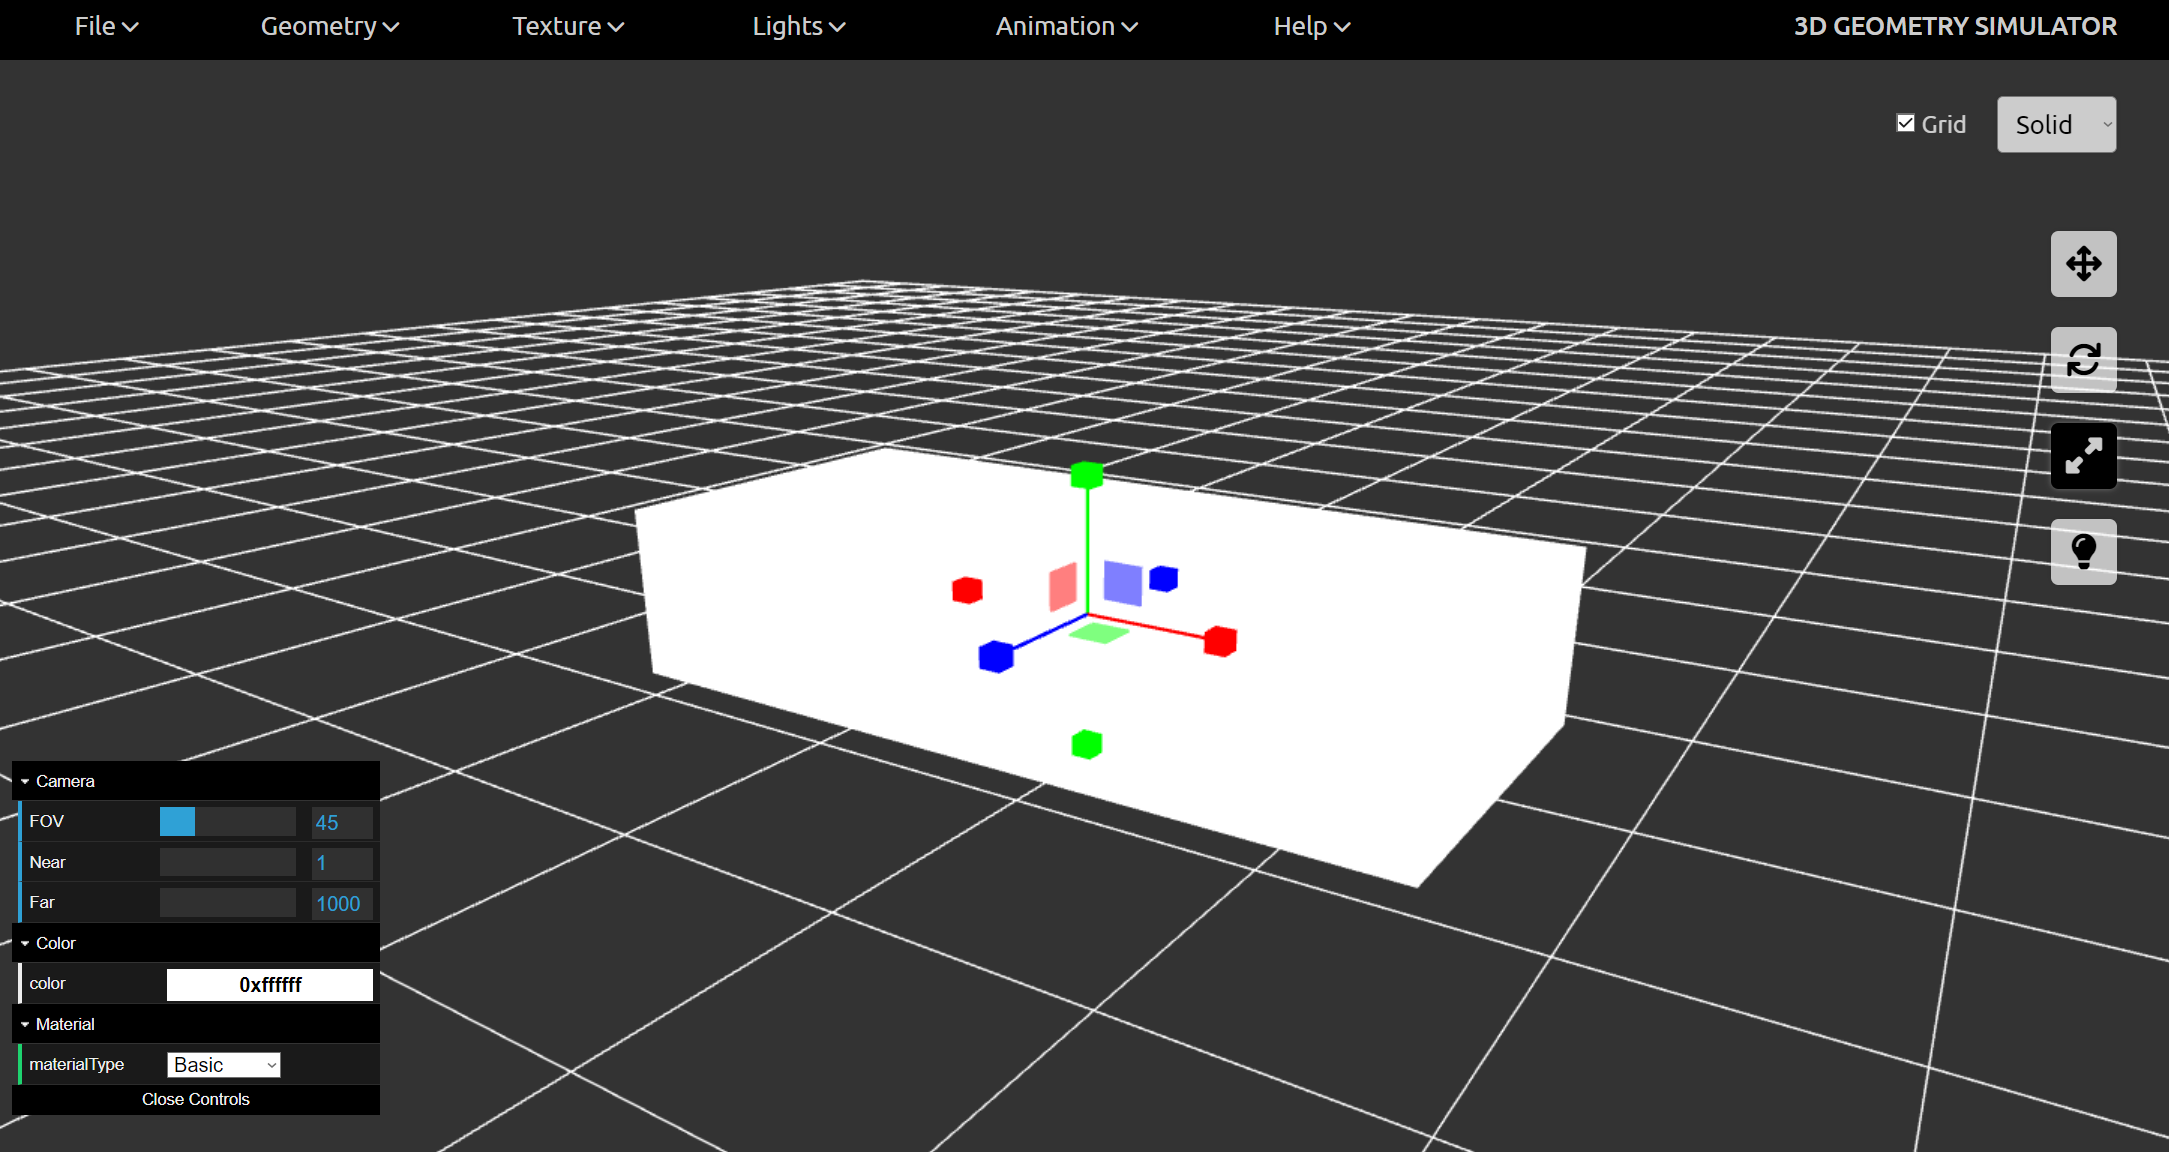 File Geometry Texture Lights Animation Help 3D GEOMETRY SIMULATOR
Grid Solid
Camera
FOV 45
Near 1
Far 1000
Color
color 0xffffff
Material
materialType Basic
Close Controls